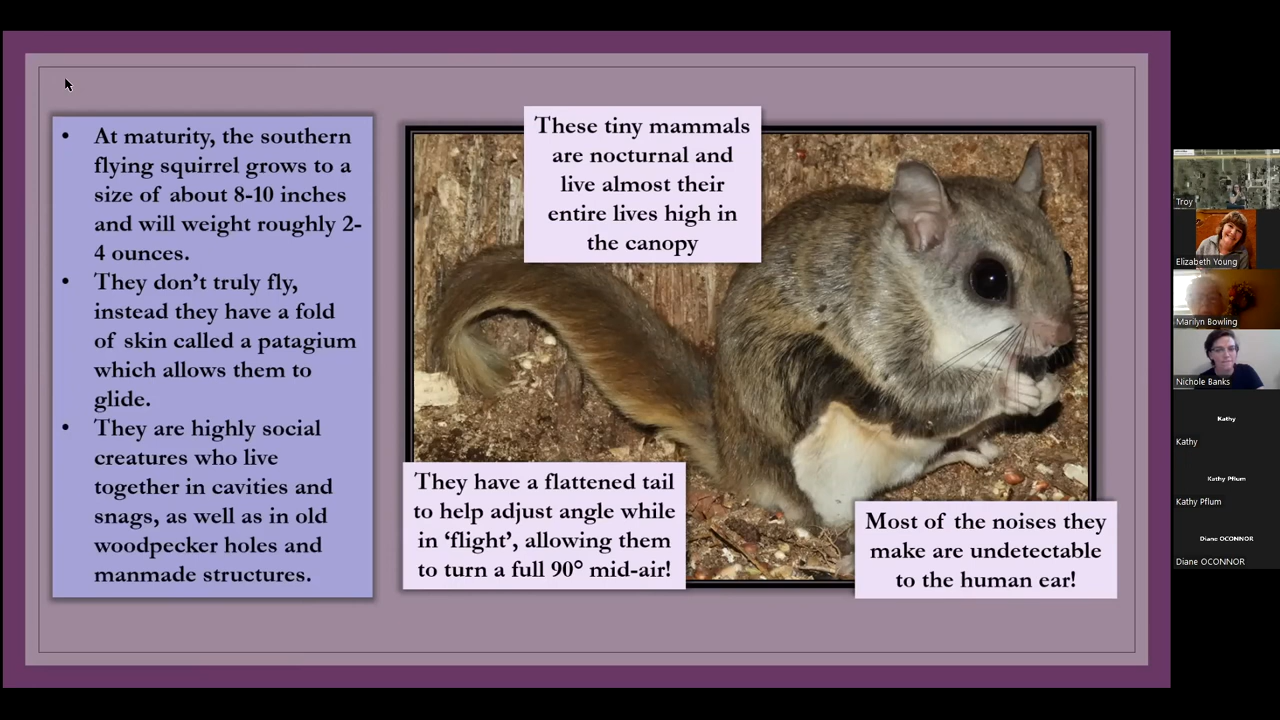 • At maturity, the southern
flying squirrel grows to a
size of about 8-10 inches
and will weight roughly 2-
4 ounces.
• They don't truly fly,
instead they have a fold
of skin called a patagium
which allows them to
glide.
• They are highly social
creatures who live
together in cavities and
snags, as well as in old
woodpecker holes and
manmade structures.
These tiny mammals
are nocturnal and
live almost their
entire lives high in
the canopy
They have a flattened tail
to help adjust angle while
in ‘flight’, allowing them
to turn a full 90° mid-air!
Most of the noises they
make are undetectable
to the human ear!
Troy
Elizabeth Young
Marilyn Bowling
Nichole Banks
Kathy
Kathy
Kathy Pflum
Kathy Pflum
Diane OCONNOR
Diane OCONNOR